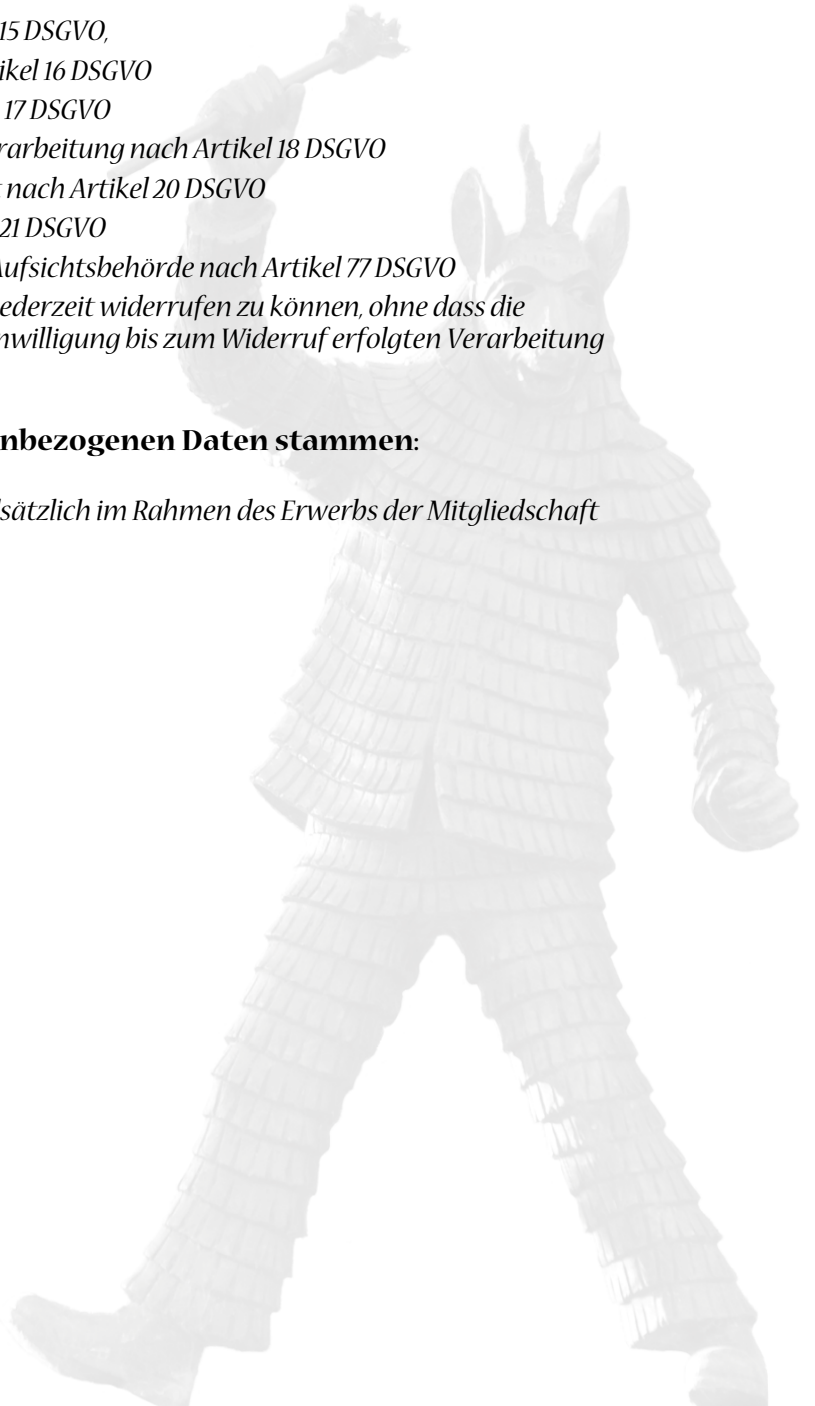 15 DSGVO,
ikel 16 DSGVO
17 DSGVO
rarbeitung nach Artikel 18 DSGVO
t nach Artikel 20 DSGVO
21 DSGVO
Aufsichtsbehörde nach Artikel 77 DSGVO
jederzeit widerrufen zu können, ohne dass die
nwilligung bis zum Widerruf erfolgten Verarbeitung
nbezogenen Daten stammen:
lsätzlich im Rahmen des Erwerbs der Mitgliedschaft